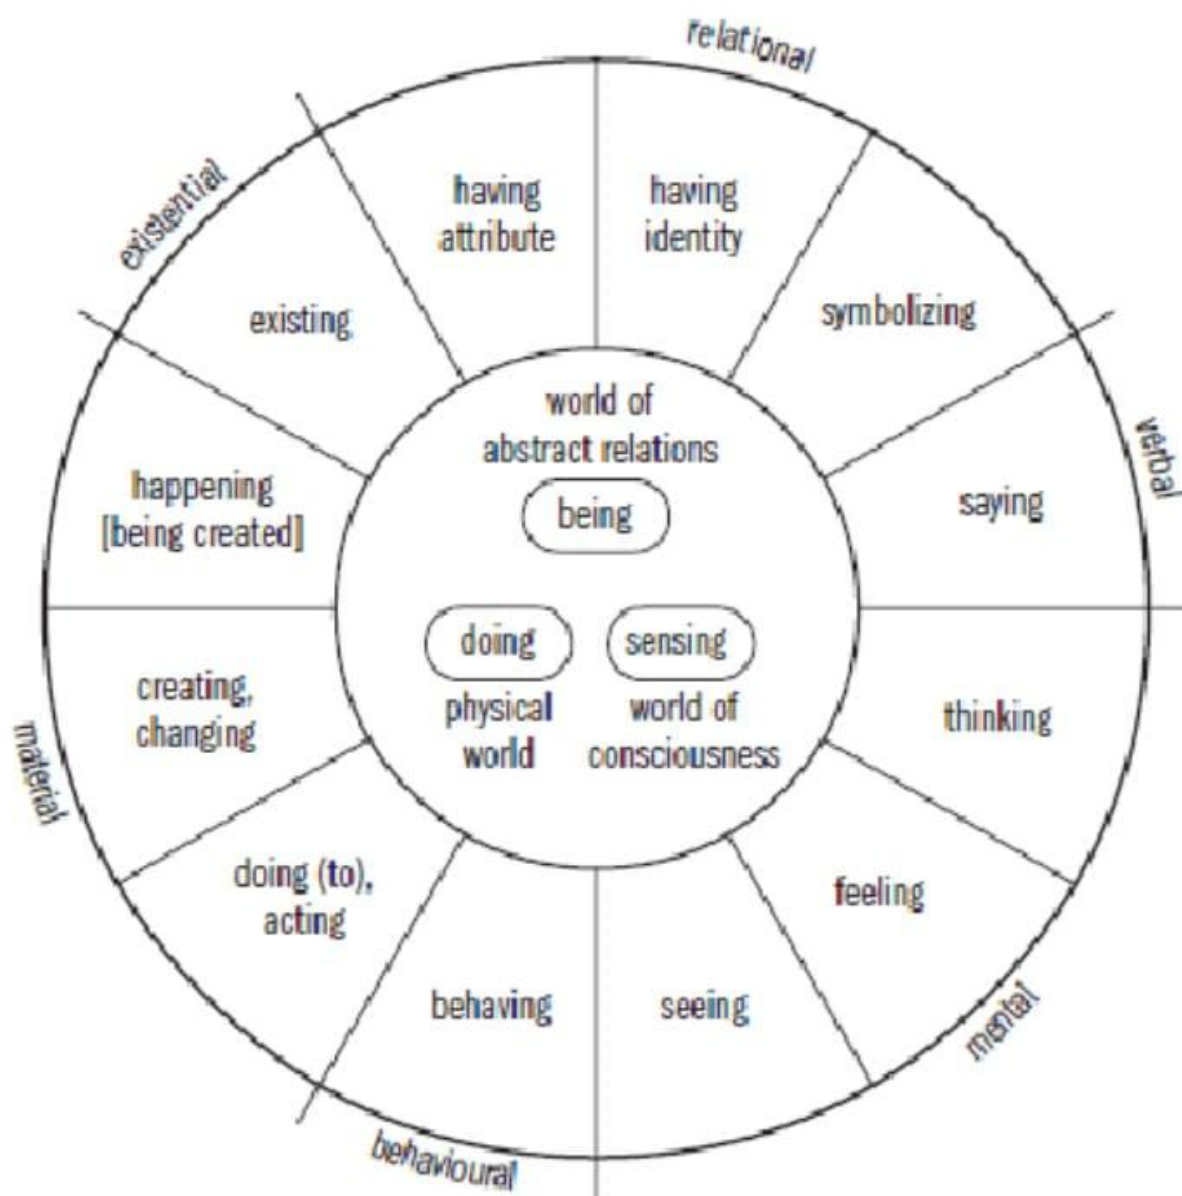 relational
existential
having
attribute
having
identity
existing
symbolizing
world of
abstract relations
being
verbal
saying
happening
[being created]
doing
sensing
physical
world
world of
consciousness
creating,
changing
thinking
material
doing (to),
acting
feeling
behaving
seeing
mental
behavioural